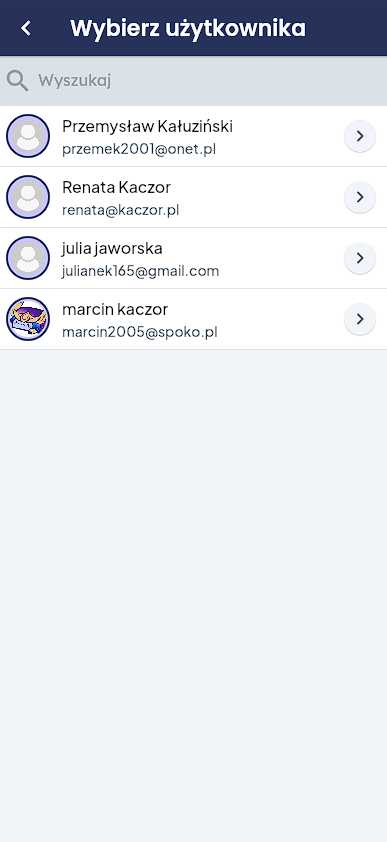 Wybierz użytkownika
Wyszukaj
Przemysław Kałuziński
przemek2001@onet.pl
Renata Kaczor
renata@kaczor.pl
julia jaworska
julianek165@gmail.com
marcin kaczor
marcin2005@spoko.pl